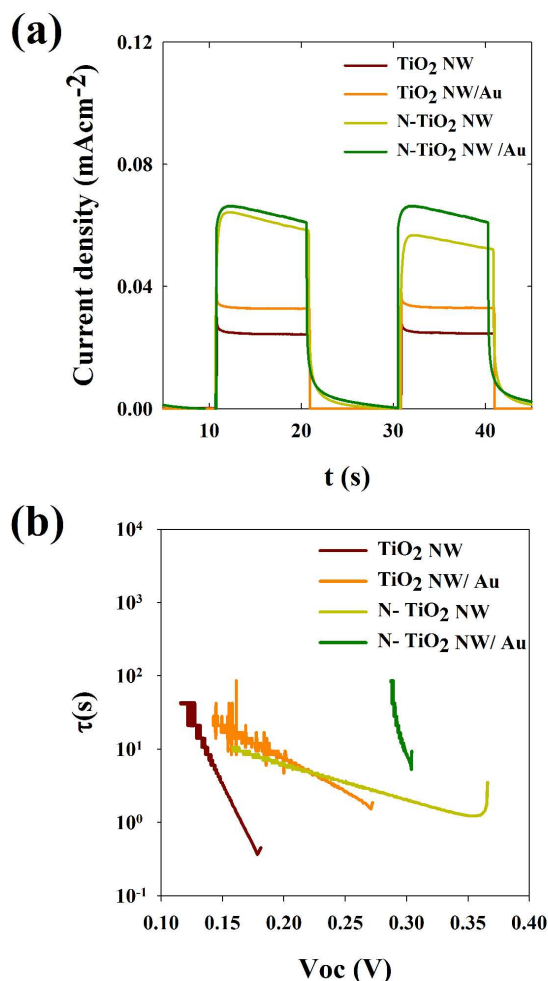 (a)
0.12
0.08
0.04
0.00
Current density (mAcm-2)
TiO2 NW
TiO2 NW/Au
N-TiO2 NW
N-TiO2 NW /Au
10 20 30 40
t (s)
(b)
10^4
10^3
10^2
10^1
10^0
10^-1
τ(s)
TiO2 NW
TiO2 NW/ Au
N- TiO2 NW
N- TiO2 NW/ Au
0.10 0.15 0.20 0.25 0.30 0.35 0.40
Voc (V)